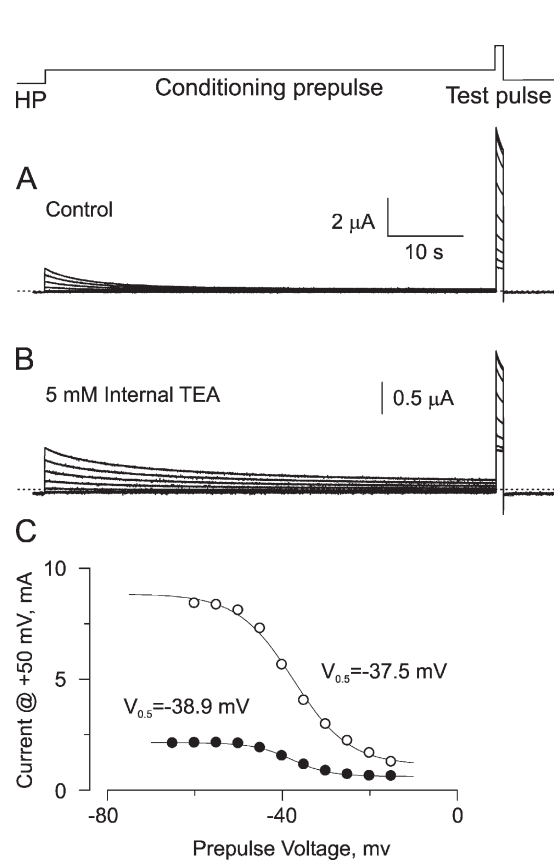 HP
Conditioning prepulse
Test pulse
A
Control
2 μA
10 s
B
5 mM Internal TEA
0.5 μA
C
Current @ +50 mV, mA
10
5
0
V0.5=-37.5 mV
V0.5=-38.9 mV
-80
-40
0
Prepulse Voltage, mv